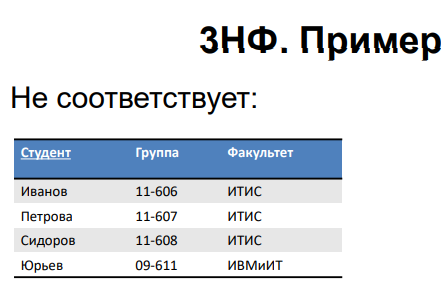 3НФ. Пример
Не соответствует:
Студент Группа Факультет
Иванов 11-606 ИТИС
Петрова 11-607 ИТИС
Сидоров 11-608 ИТИС
Юрьев 09-611 ИВМиИТ